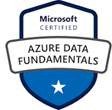 Microsoft
CERTIFIED
AZURE DATA
FUNDAMENTALS